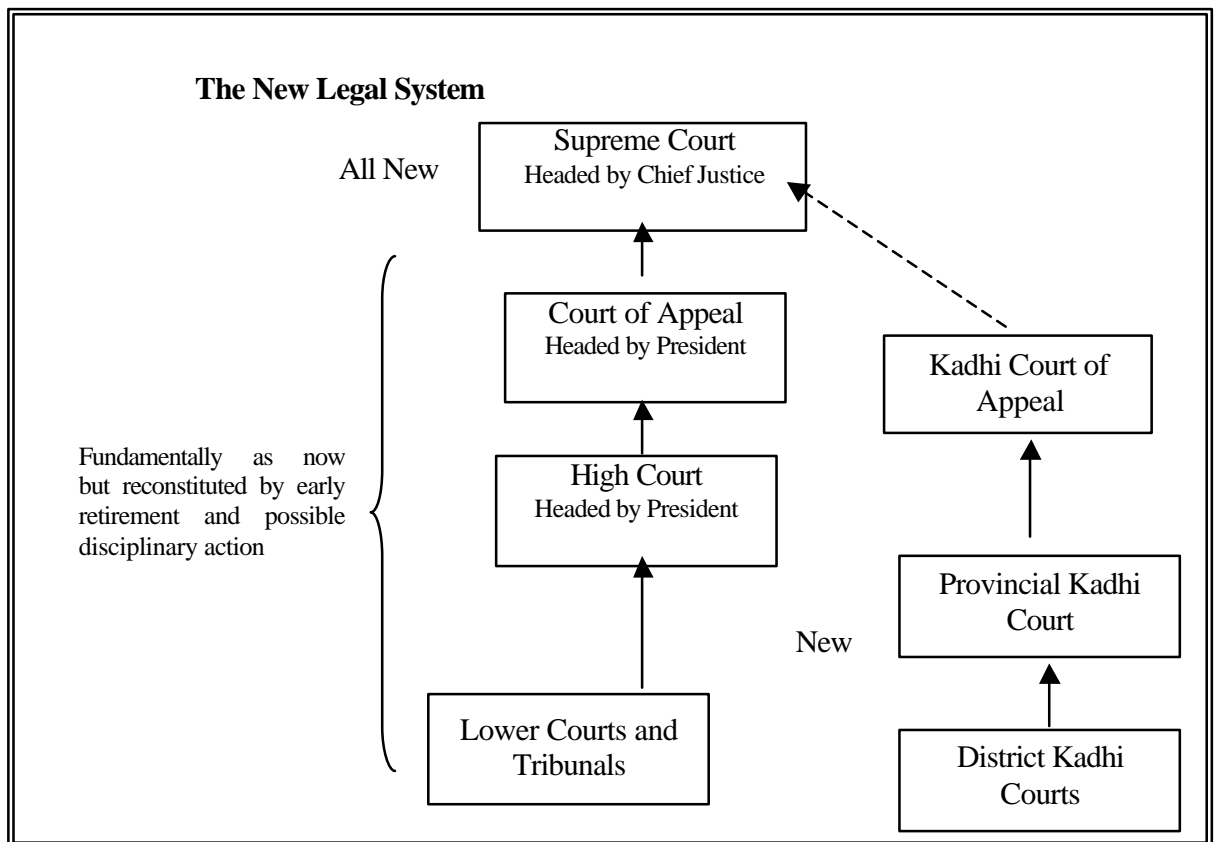 The New Legal System
All New
Supreme Court
Headed by Chief Justice
Court of Appeal
Headed by President
Kadhi Court of
Appeal
Fundamentally as now
but reconstituted by early
retirement and possible
disciplinary action
High Court
Headed by President
Provincial Kadhi
Court
New
Lower Courts and
Tribunals
District Kadhi
Courts